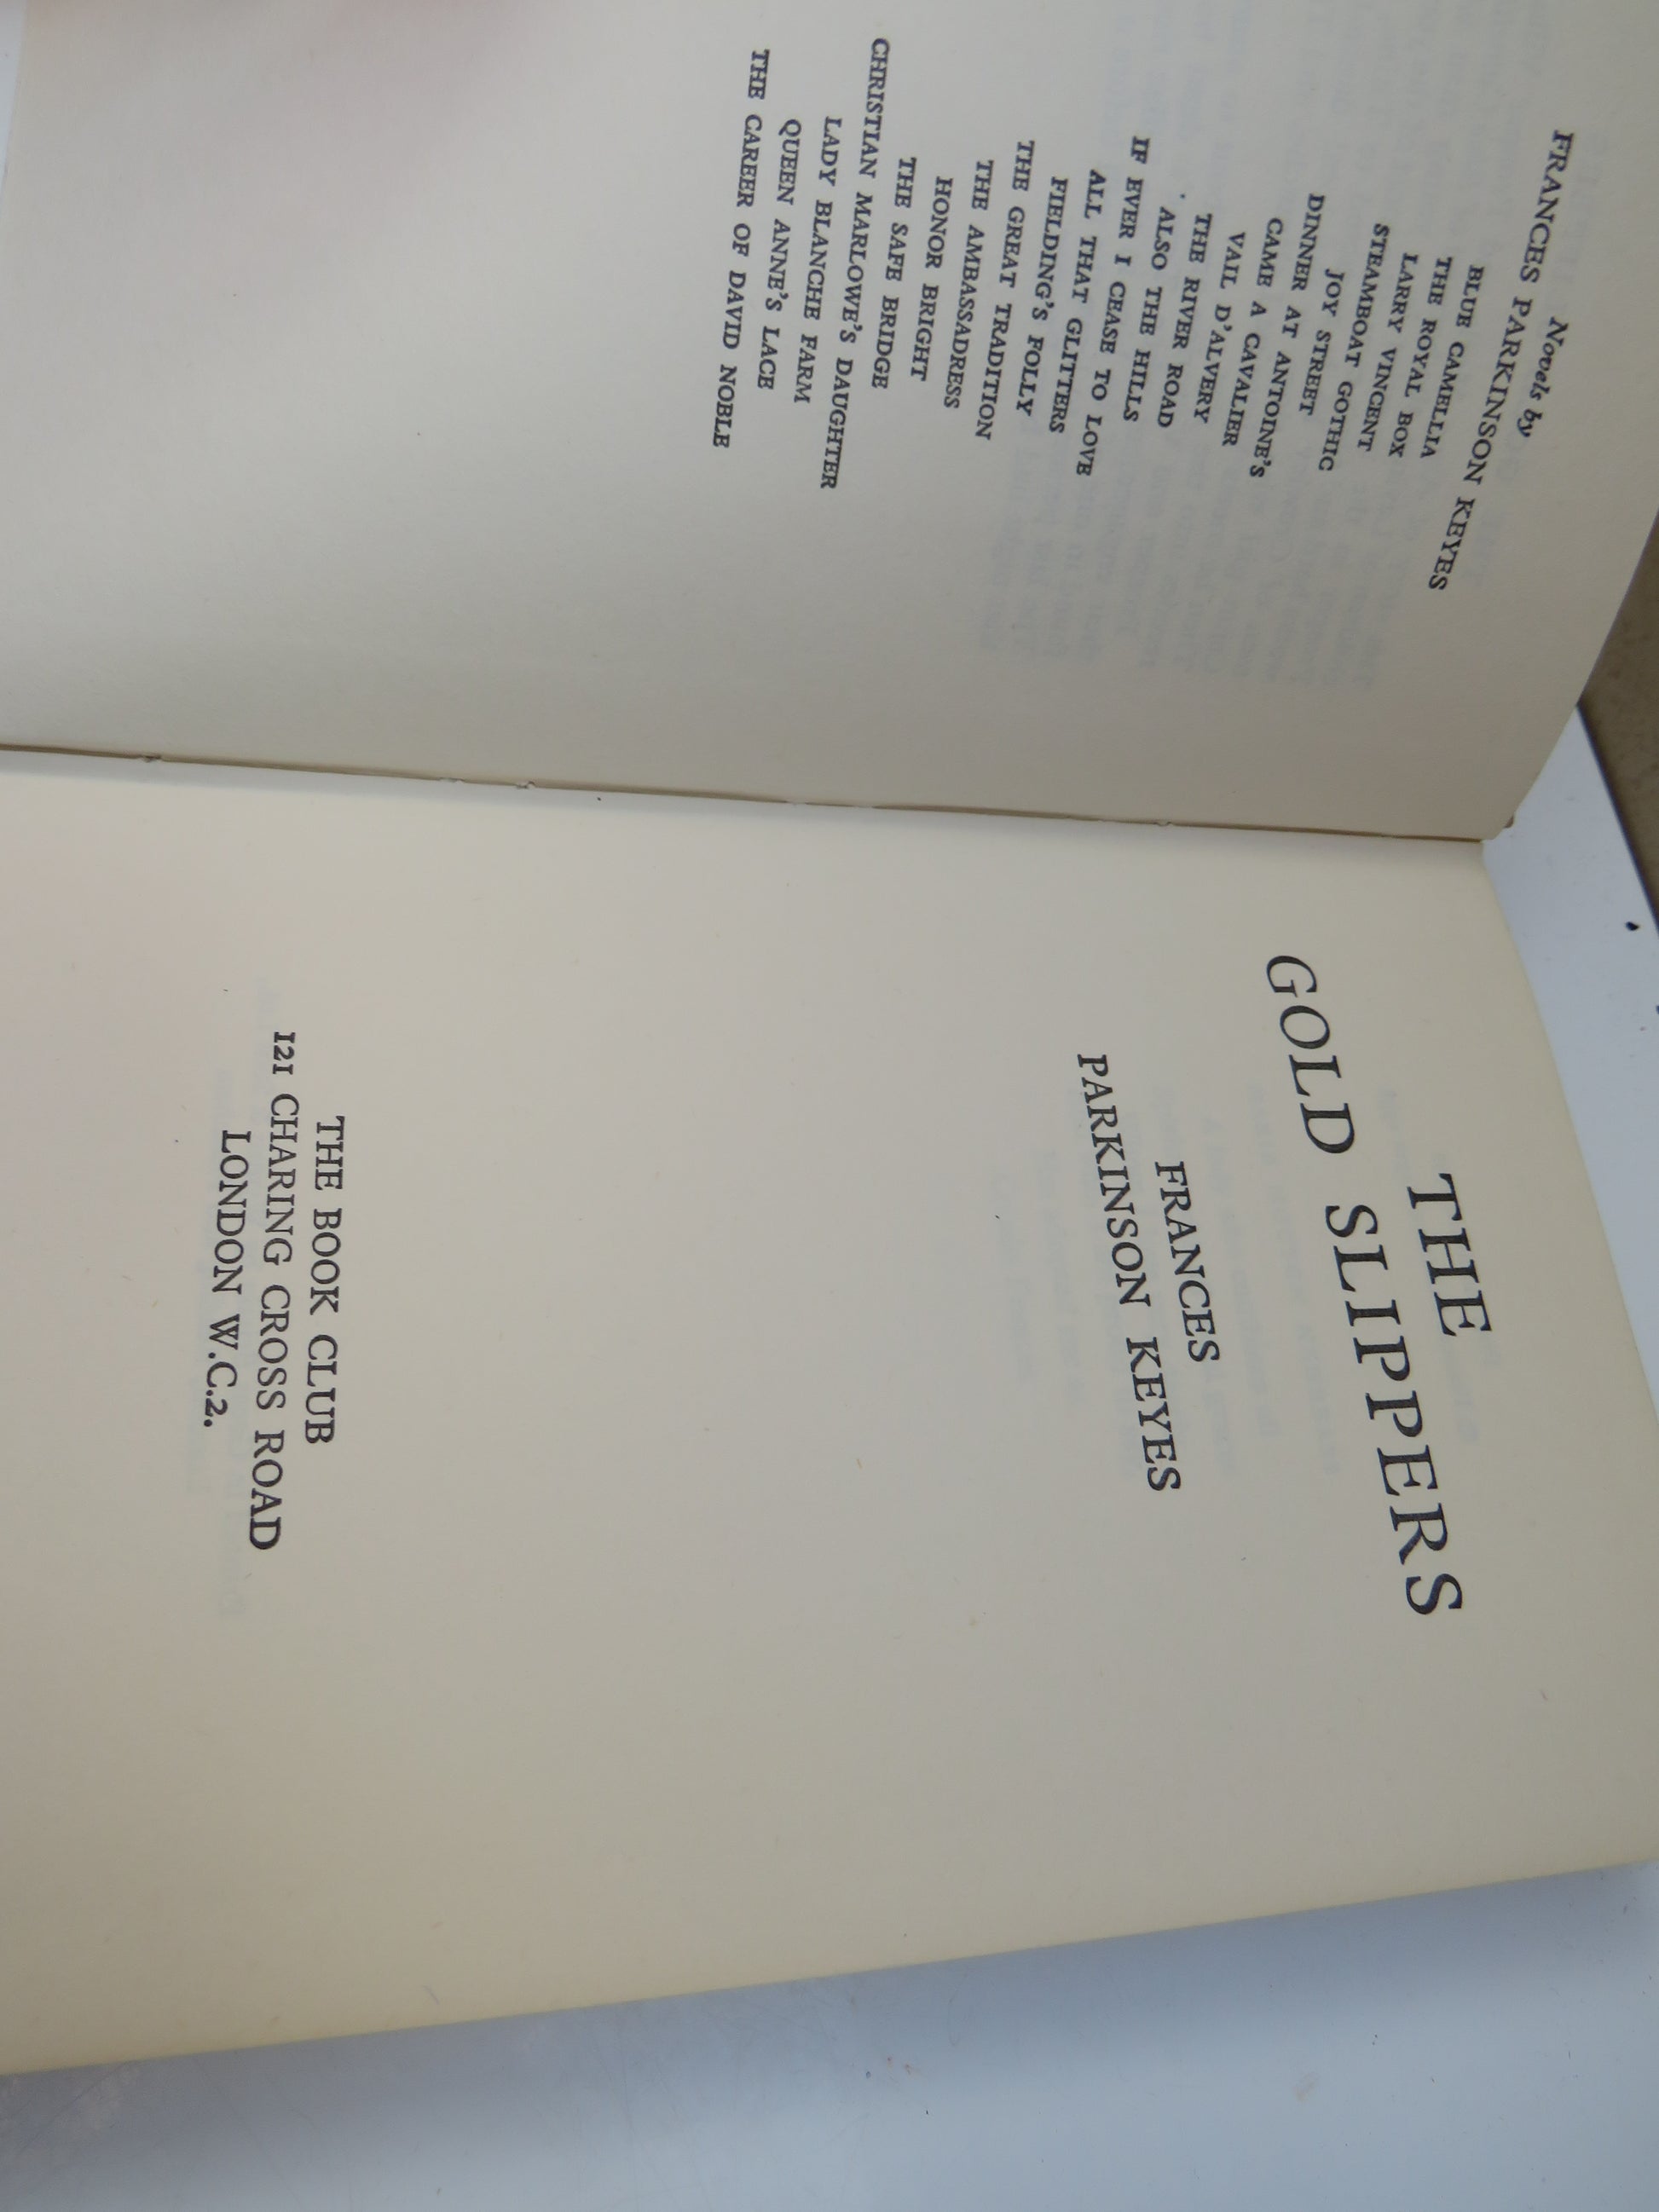 Novels by
FRANCES PARKINSON KEYES
BLUE CAMELLIA
THE ROYAL BOX
LARRY VINCENT
STEAMBOAT GOTHIC
JOY STREET
DINNER AT ANTOINE'S
CAME A CAVALIER
VAIL D'ALVERY
THE RIVER ROAD
ALSO THE HILLS
IF EVER I CEASE TO LOVE
ALL THAT GLITTERS
FIELDING'S FOLLY
THE GREAT TRADITION
THE AMBASSADRESS
HONOR BRIGHT
THE SAFE BRIDGE
CHRISTIAN MARLOWE'S DAUGHTER
LADY BLANCHE FARM
QUEEN ANNE'S LACE
THE CAREER OF DAVID NOBLE
THE
GOLD SLIPPERS
FRANCES
PARKINSON KEYES
THE BOOK CLUB
121 CHARING CROSS ROAD
LONDON W.C.2.